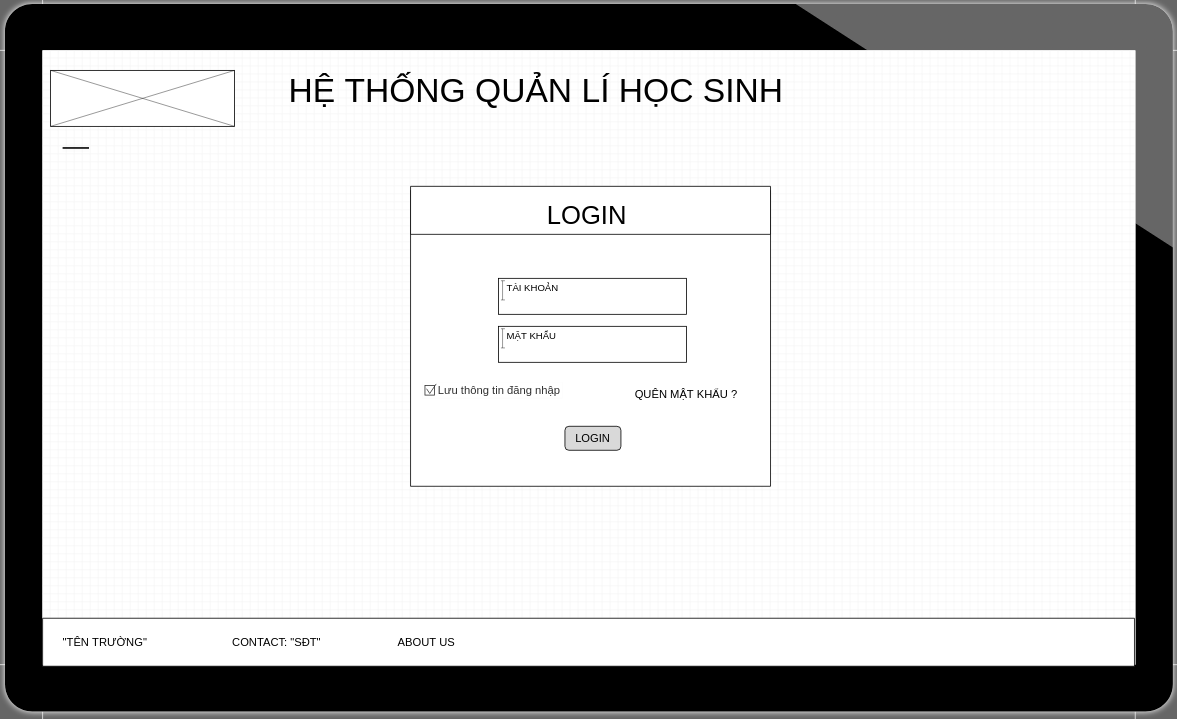 HỆ THỐNG QUẢN LÍ HỌC SINH
LOGIN
TÀI KHOẢN
MẬT KHẨU
Lưu thông tin đăng nhập
QUÊN MẬT KHẨU ?
LOGIN
"TÊN TRƯỜNG"
CONTACT: "SĐT"
ABOUT US